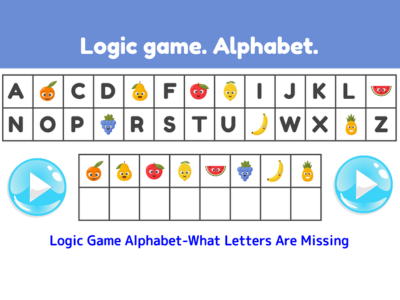 Logic game. Alphabet.
A C D F I J K L
N O P R S T U W X Z
Logic Game Alphabet-What Letters Are Missing